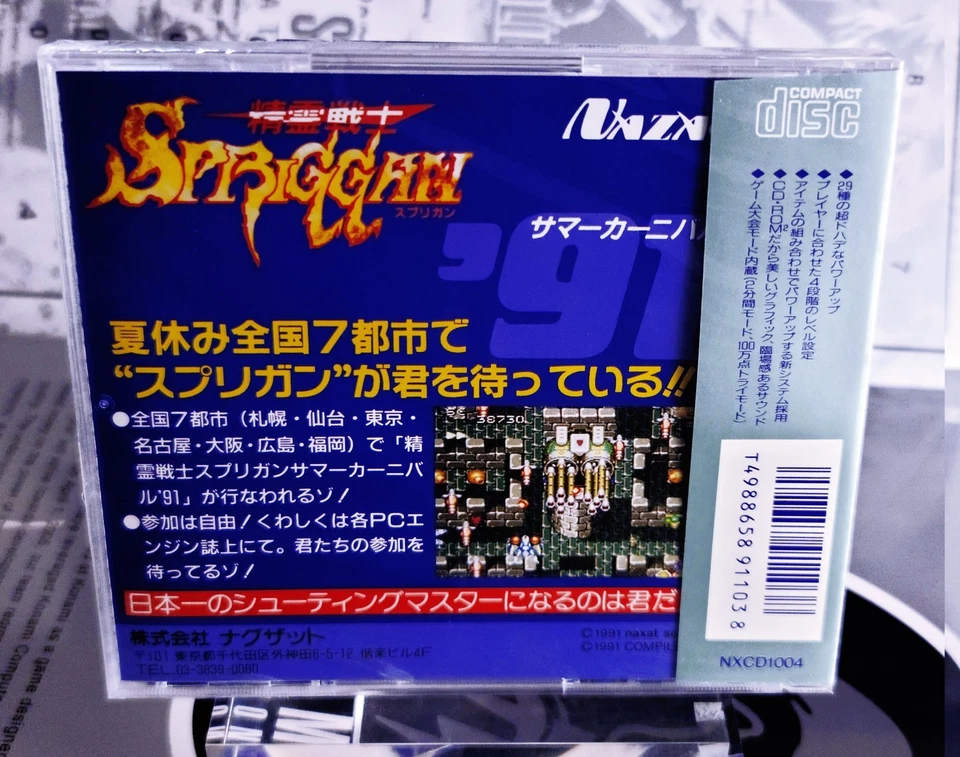 精霊戦士
SPRIGGAN
スプリガン
NAZA
サマーカーニバ
'91
夏休み全国7都市で
“スプリガン”が君を待っている!!
●全国7都市（札幌・仙台・東京・
名古屋・大阪・広島・福岡）で「精
霊戦士スプリガンサマーカーニバ
ル'91」が行なわれるゾ！
●参加は自由！くわしくは各PCエ
ンジン誌上にて。君たちの参加を
待ってるゾ！
38730
日本一のシューティングマスターになるのは君だ
株式会社 ナグザット
〒101 東京都千代田区外神田6-5-12 偕楽ビル4F
TEL.03-3839-0080
©1991 naxat so
©1991 COMPIL
COMPACT
disc
◆29種の超ドハデなパワーアップ
◆プレイヤーに合わせた4段階のレベル設定
◆アイテムの組み合わせでパワーアップする新システム採用
◆CD-ROM²だから美しいグラフィック、臨場感あるサウンド
◆ゲーム大会モード内蔵(2分間モード、100万点トライモード)
T4988658911038
NXCD1004